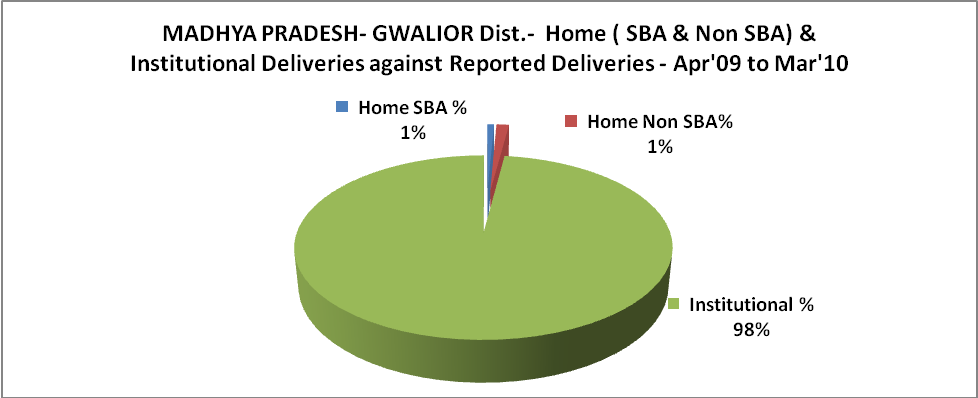 MADHYA PRADESH- GWALIOR Dist.-  Home ( SBA & Non SBA) &
Institutional Deliveries against Reported Deliveries - Apr'09 to Mar'10
Home SBA %
1%
Home Non SBA%
1%
Institutional %
98%